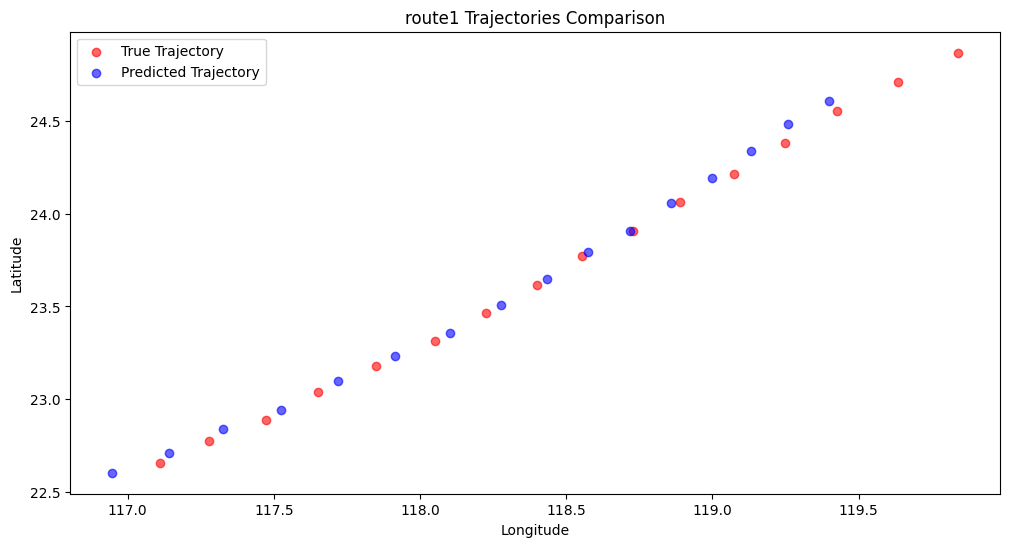 route1 Trajectories Comparison
True Trajectory
Predicted Trajectory
24.5
24.0
23.5
23.0
22.5
Latitude
117.0 117.5 118.0 118.5 119.0 119.5
Longitude